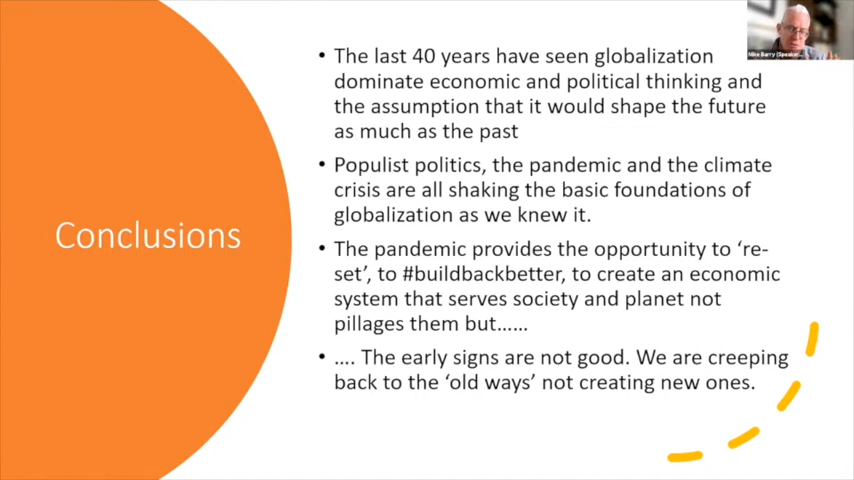 Conclusions
• The last 40 years have seen globalization
dominate economic and political thinking and
the assumption that it would shape the future
as much as the past
• Populist politics, the pandemic and the climate
crisis are all shaking the basic foundations of
globalization as we knew it.
• The pandemic provides the opportunity to ‘re-
set’, to #buildbackbetter, to create an economic
system that serves society and planet not
pillages them but……
• …. The early signs are not good. We are creeping
back to the ‘old ways’ not creating new ones.
Mike Barry (Speaker...